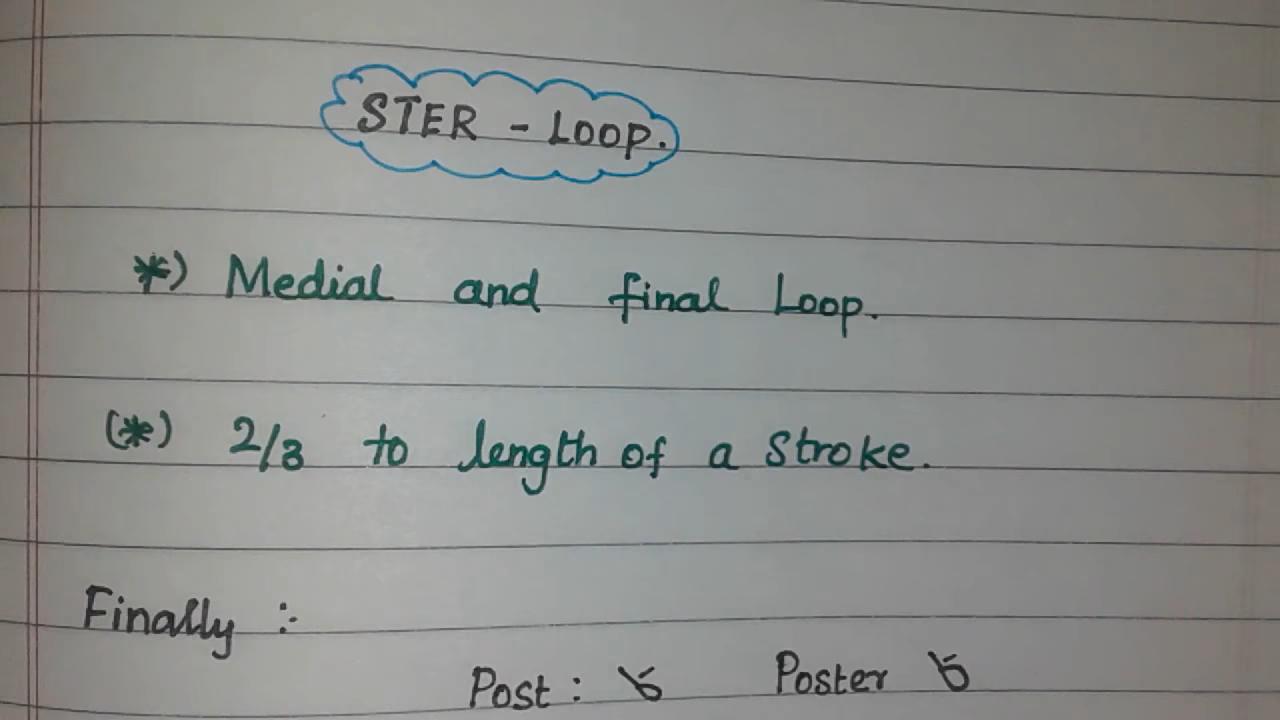 STER - LOOP.
*) Medial and final Loop.
(*) 2/3 to length of a stroke.
Finally :-
Post : Poster